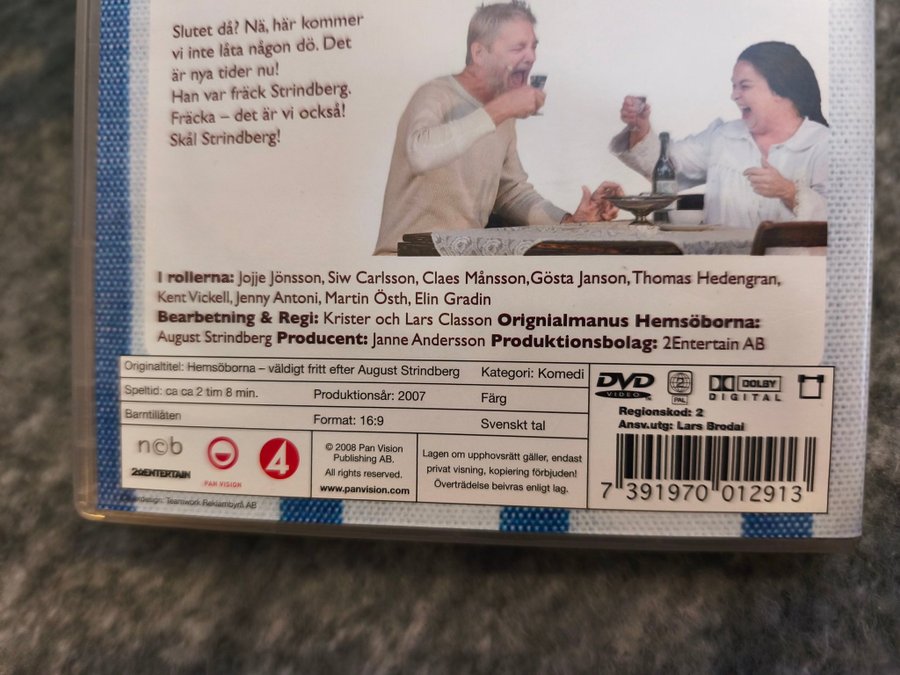 Slutet då? Nä, här kommer
vi inte låta någon dö. Det
är nya tider nu!
Han var fräck Strindberg.
Fräcka – det är vi också!
Skål Strindberg!
I rollerna: Jojje Jönsson, Siw Carlsson, Claes Månsson,Gösta Janson, Thomas Hedengran,
Kent Vickell, Jenny Antoni, Martin Östh, Elin Gradin
Bearbetning & Regi: Krister och Lars Classon Orignialmanus Hemsöborna:
August Strindberg Producent: Janne Andersson Produktionsbolag: 2Entertain AB
Originaltitel: Hemsöborna – väldigt fritt efter August Strindberg
Kategori: Komedi
Speltid: ca ca 2 tim 8 min.
Produktionsår: 2007
Färg
Barntillåten
Format: 16:9
Svenskt tal
DVD
VIDEO
2
PAL
DOLBY
DIGITAL
Regionskod: 2
Ansv.utg: Lars Brodal
ncb
2ENTERTAIN
PAN VISION
4
© 2008 Pan Vision
Publishing AB.
All rights reserved.
www.panvision.com
Lagen om upphovsrätt gäller, endast
privat visning, kopiering förbjuden!
Överträdelse beivras enligt lag.
7 391970 012913
Teamwork Reklambyrå AB